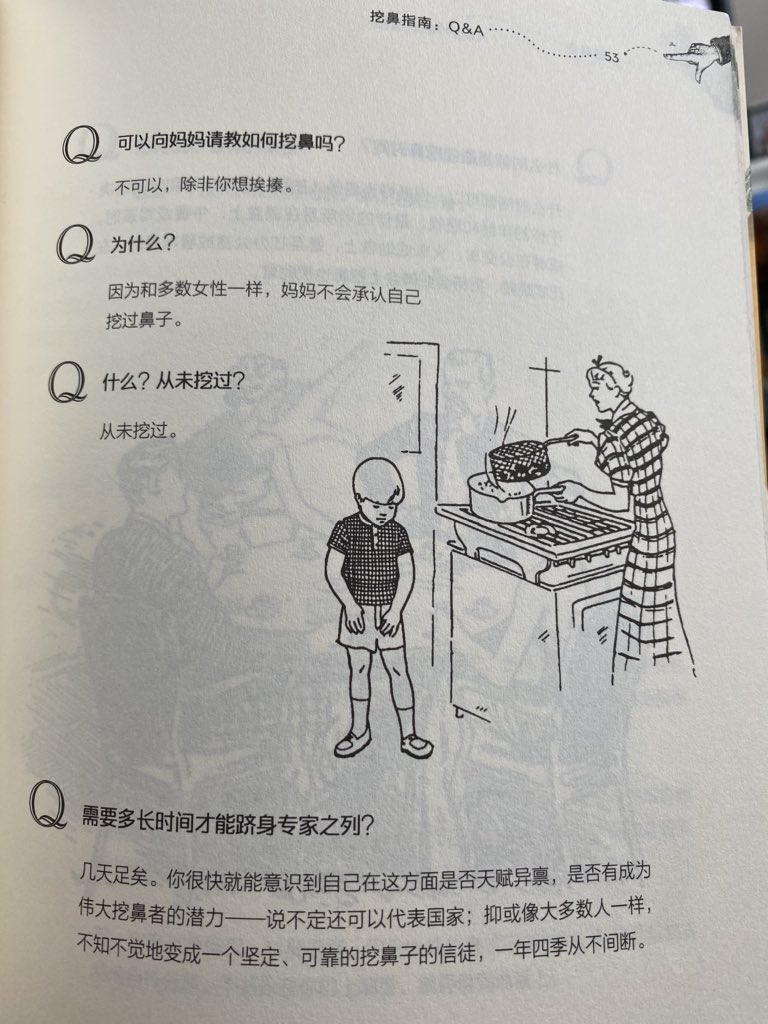 挖鼻指南：Q&A
53
Q 可以向妈妈请教如何挖鼻吗？
不可以，除非你想挨揍。
Q 为什么？
因为和多数女性一样，妈妈不会承认自己
挖过鼻子。
Q 什么？从未挖过？
从未挖过。
Q 需要多长时间才能跻身专家之列？
几天足矣。你很快就能意识到自己在这方面是否天赋异禀，是否有成为
伟大挖鼻者的潜力——说不定还可以代表国家；抑或像大多数人一样，
不知不觉地变成一个坚定、可靠的挖鼻子的信徒，一年四季从不间断。